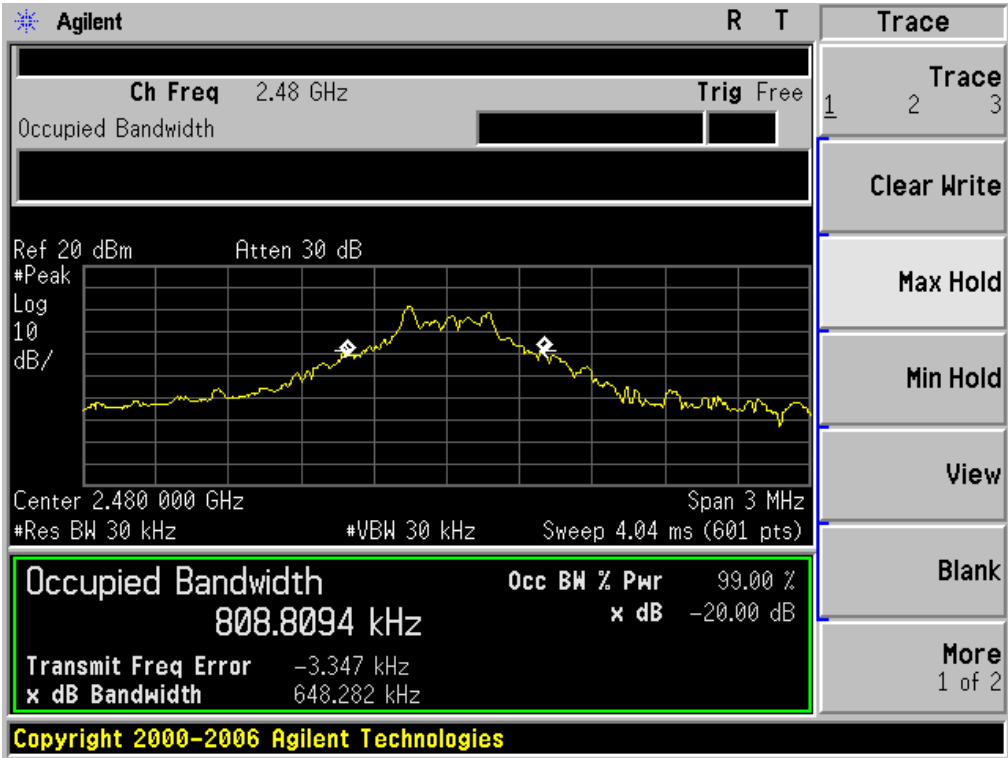 Agilent R T
Ch Freq 2.48 GHz Trig Free
Occupied Bandwidth
Ref 20 dBm Atten 30 dB
#Peak
Log
10
dB/
Center 2.480 000 GHz Span 3 MHz
#Res BW 30 kHz #VBW 30 kHz Sweep 4.04 ms (601 pts)
Occupied Bandwidth Occ BW % Pwr 99.00 %
808.8094 kHz x dB -20.00 dB
Transmit Freq Error -3.347 kHz
x dB Bandwidth 648.282 kHz
Copyright 2000-2006 Agilent Technologies
Trace
Trace
1 2 3
Clear Write
Max Hold
Min Hold
View
Blank
More
1 of 2